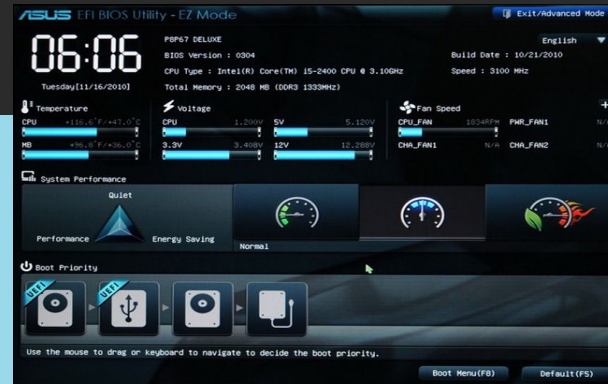 ASUS EFI BIOS Utility - EZ Mode
Exit/Advanced Mode
06:06
Tuesday[11/16/2010]
P8P67 DELUXE
English
BIOS Version : 0304
Build Date : 10/21/2010
CPU Type : Intel(R) Core(TM) i5-2400 CPU @ 3.10GHz
Speed : 3100 MHz
Total Memory : 2048 MB (DDR3 1333MHz)
Temperature
Voltage
Fan Speed
CPU +116.6°F/+47.0°C
CPU 1.200V 5V 5.120V
CPU_FAN 1834RPM PWR_FAN1
MB +96.8°F/+36.0°C
3.3V 3.408V 12V 12.288V
CHA_FAN1 N/A CHA_FAN2
System Performance
Quiet
Performance
Energy Saving
Normal
Boot Priority
UEFI
UEFI
Use the mouse to drag or keyboard to navigate to decide the boot priority.
Boot Menu(F8)
Default(F5)